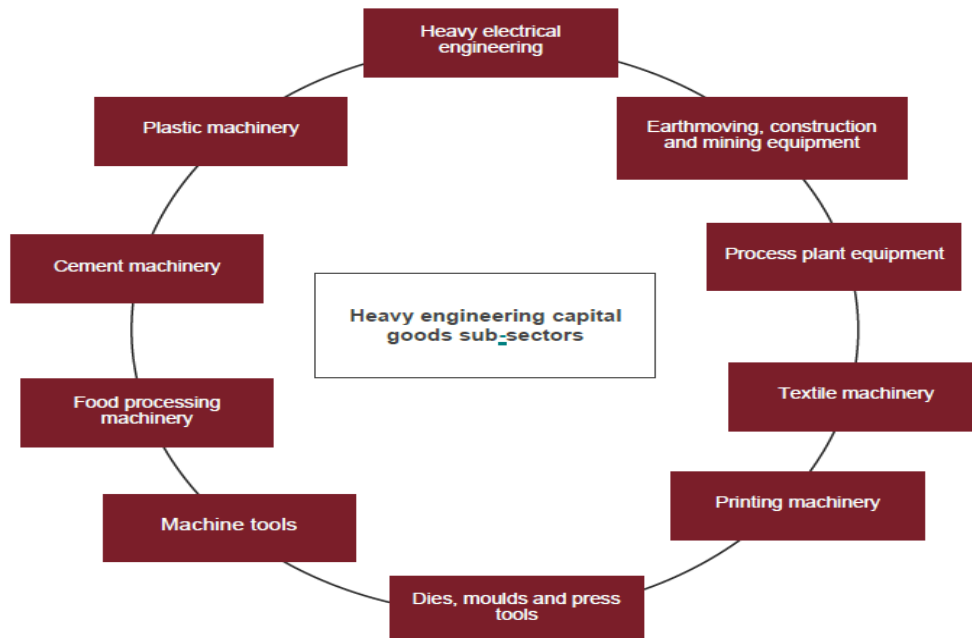 Heavy electrical
engineering
Plastic machinery
Earthmoving, construction
and mining equipment
Cement machinery
Process plant equipment
Heavy engineering capital
goods sub-sectors
Food processing
machinery
Textile machinery
Machine tools
Printing machinery
Dies, moulds and press
tools